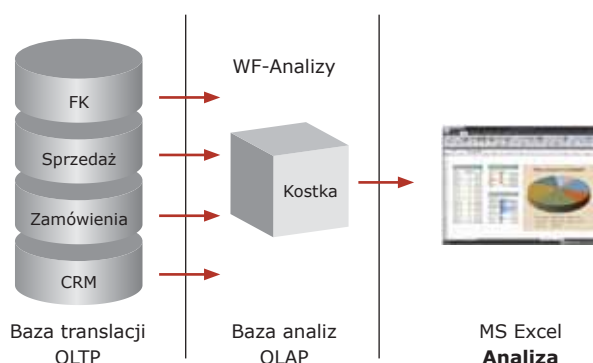 FK
Sprzedaż
Zamówienia
CRM
Baza translacji
OLTP
WF-Analizy
Kostka
Baza analiz
OLAP
MS Excel
Analiza